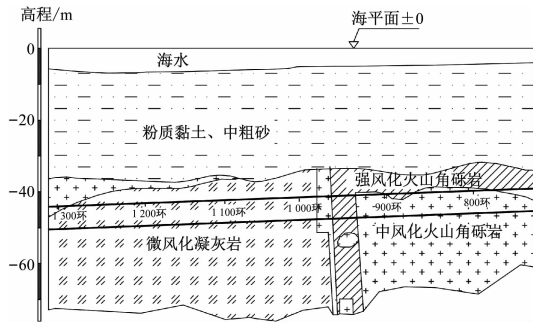 高程/m
海平面±0
0
海水
-20
粉质黏土、中粗砂
强风化火山角砾岩
-40
1 300环
1 200环
1 100环
1 000环
900环
800环
微风化凝灰岩
中风化火山角砾岩
-60